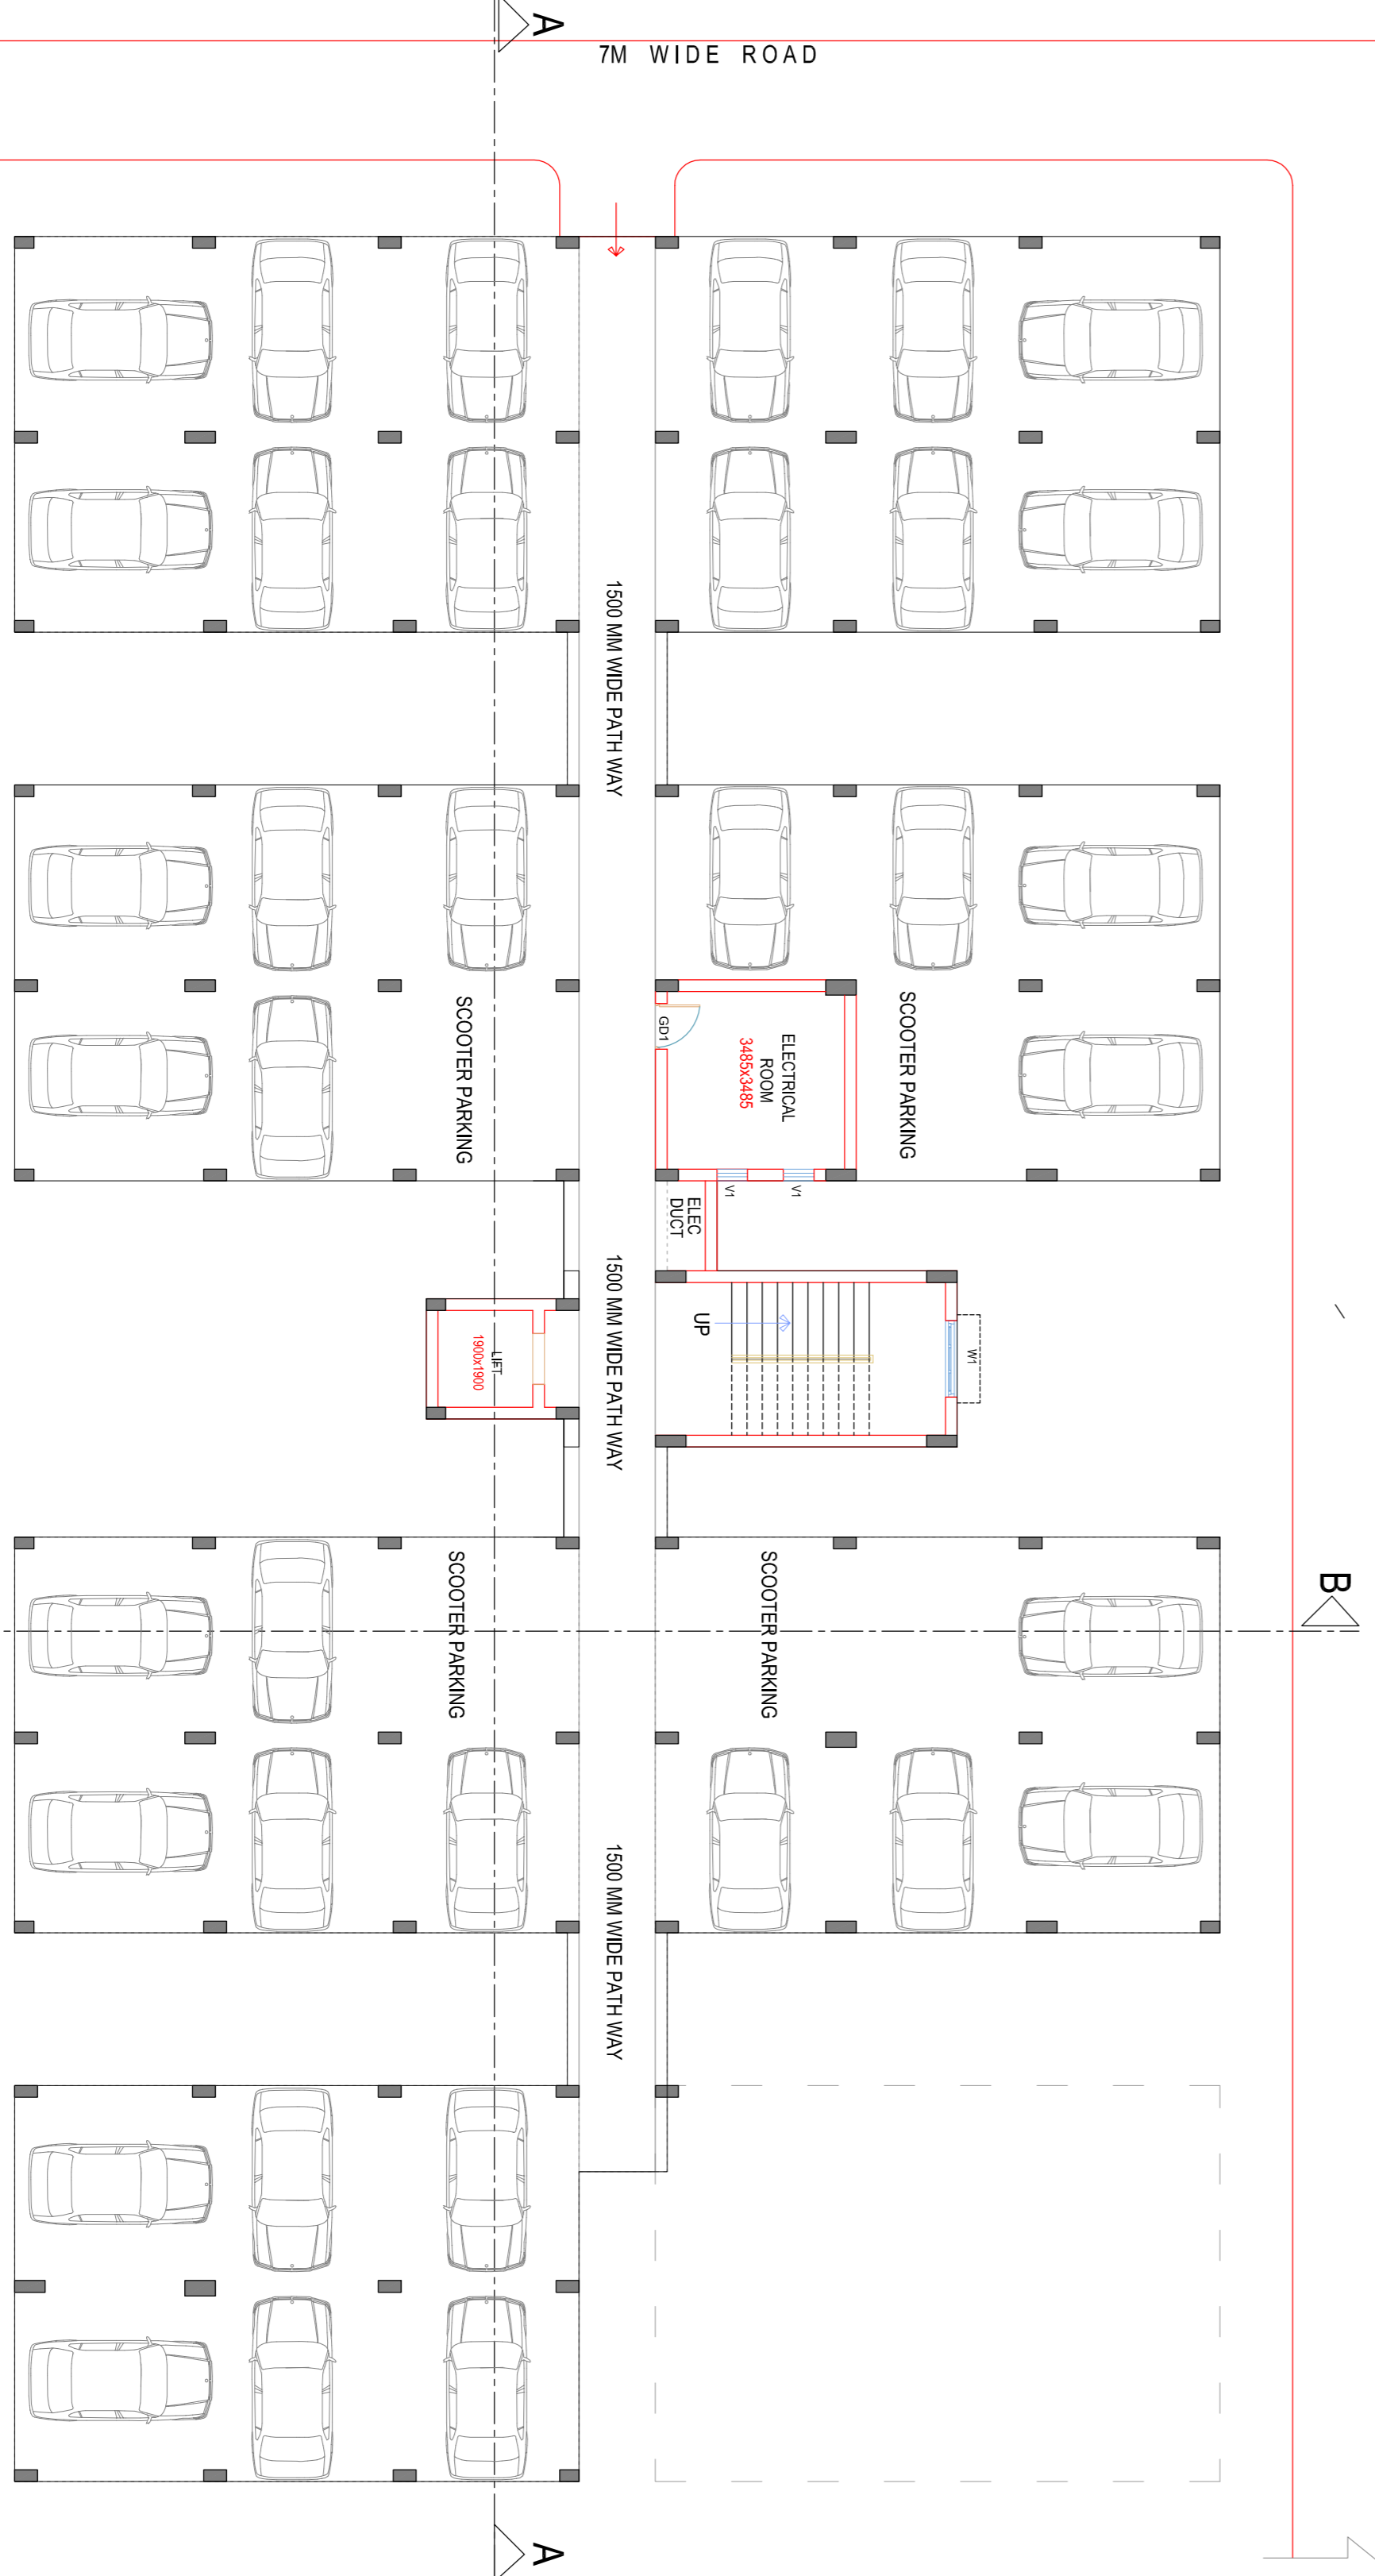 A
7M WIDE ROAD
1500 MM WIDE PATH WAY
SCOOTER PARKING
GD1
ELECTRICAL
ROOM
3485x3485
SCOOTER PARKING
V1
V1
ELEC
DUCT
1500 MM WIDE PATH WAY
UP
W1
LIFT
1900x1900
SCOOTER PARKING
SCOOTER PARKING
B
1500 MM WIDE PATH WAY
A